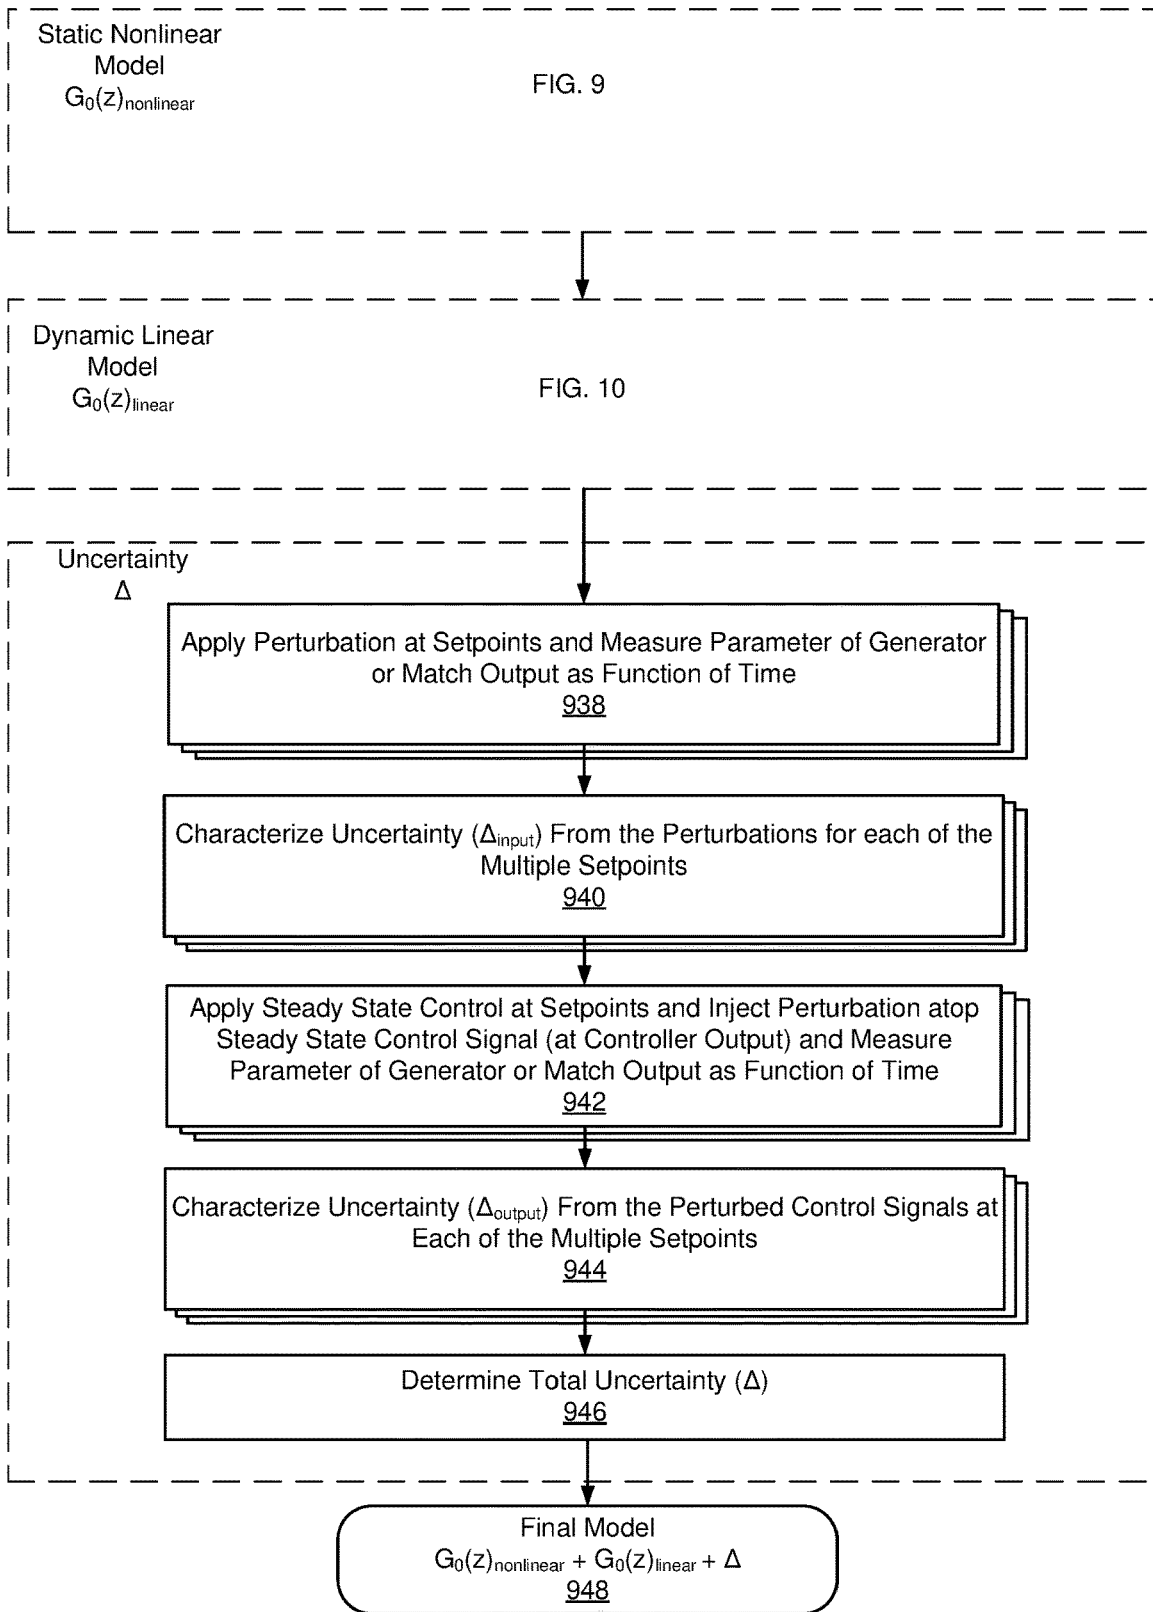 Static Nonlinear
Model
G₀(z)nonlinear
FIG. 9
Dynamic Linear
Model
G₀(z)linear
FIG. 10
Uncertainty
Δ
Apply Perturbation at Setpoints and Measure Parameter of Generator
or Match Output as Function of Time
938
Characterize Uncertainty (Δinput) From the Perturbations for each of the
Multiple Setpoints
940
Apply Steady State Control at Setpoints and Inject Perturbation atop
Steady State Control Signal (at Controller Output) and Measure
Parameter of Generator or Match Output as Function of Time
942
Characterize Uncertainty (Δoutput) From the Perturbed Control Signals at
Each of the Multiple Setpoints
944
Determine Total Uncertainty (Δ)
946
Final Model
G₀(z)nonlinear + G₀(z)linear + Δ
948